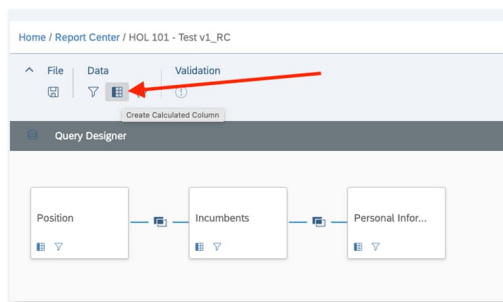 Home / Report Center / HOL 101 - Test v1_RC
File Data Validation
Create Calculated Column
Query Designer
Position Incumbents Personal Infor...